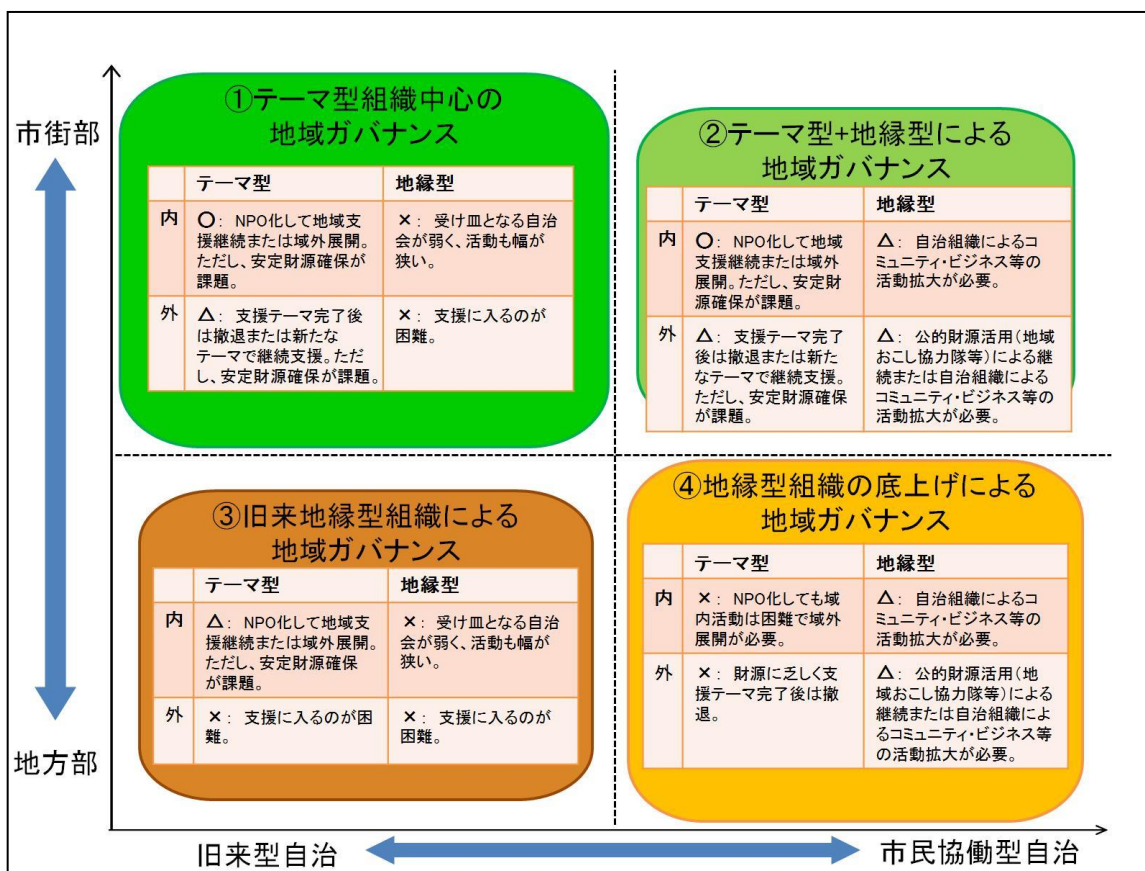 市街部
地方部
①テーマ型組織中心の
地域ガバナンス
テーマ型
地縁型
内
○: NPO化して地域支
援継続または域外展開。
ただし、安定財源確保が
課題。
×: 受け皿となる自治
会が弱く、活動も幅が
狭い。
外
△: 支援テーマ完了後
は撤退または新たな
テーマで継続支援。ただ
し、安定財源確保が課題。
×: 支援に入るのが
困難。
②テーマ型+地縁型による
地域ガバナンス
テーマ型
地縁型
内
○: NPO化して地域
支援継続または域外
展開。ただし、安定財
源確保が課題。
△: 自治組織によるコ
ミュニティ・ビジネス等の
活動拡大が必要。
外
△: 支援テーマ完了
後は撤退または新た
なテーマで継続支援。
ただし、安定財源確保
が課題。
△: 公的財源活用(地域
おこし協力隊等)による継
続または自治組織による
コミュニティ・ビジネス等の
活動拡大が必要。
③旧来地縁型組織による
地域ガバナンス
テーマ型
地縁型
内
△: NPO化して地域支
援継続または域外展開。
ただし、安定財源確保
が課題。
×: 受け皿となる自治
会が弱く、活動も幅が
狭い。
外
×: 支援に入るのが困
難。
×: 支援に入るのが
困難。
④地縁型組織の底上げによる
地域ガバナンス
テーマ型
地縁型
内
×: NPO化しても域
内活動は困難で域外
展開が必要。
△: 自治組織によるコ
ミュニティ・ビジネス等の
活動拡大が必要。
外
×: 財源に乏しく支
援テーマ完了後は撤
退。
△: 公的財源活用(地
域おこし協力隊等)による
継続または自治組織によ
るコミュニティ・ビジネス等
の活動拡大が必要。
旧来型自治
市民協働型自治